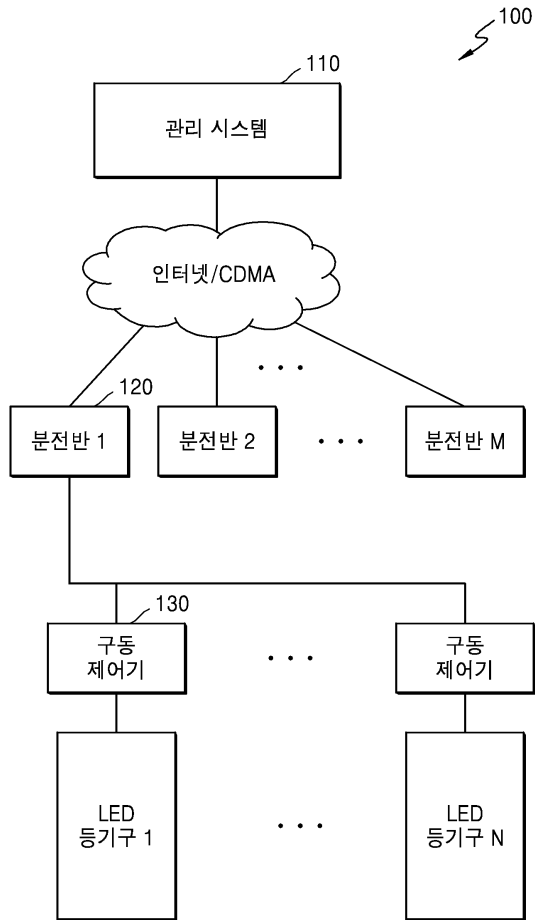 100
110
관리 시스템
인터넷/CDMA
. . .
120
분전반 1
분전반 2
. . .
분전반 M
130
구동
제어기
. . .
구동
제어기
LED
등기구 1
. . .
LED
등기구 N